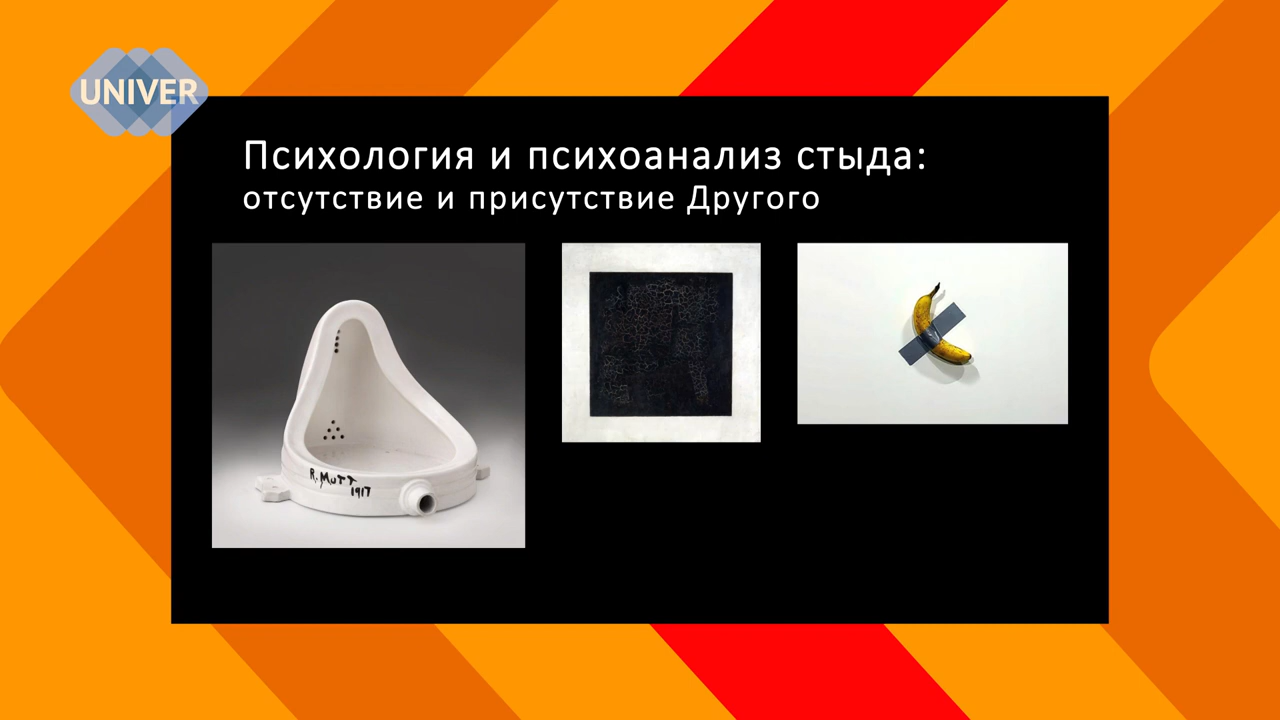 UNIVER
Психология и психоанализ стыда:
отсутствие и присутствие Другого
R. MUTT
1917